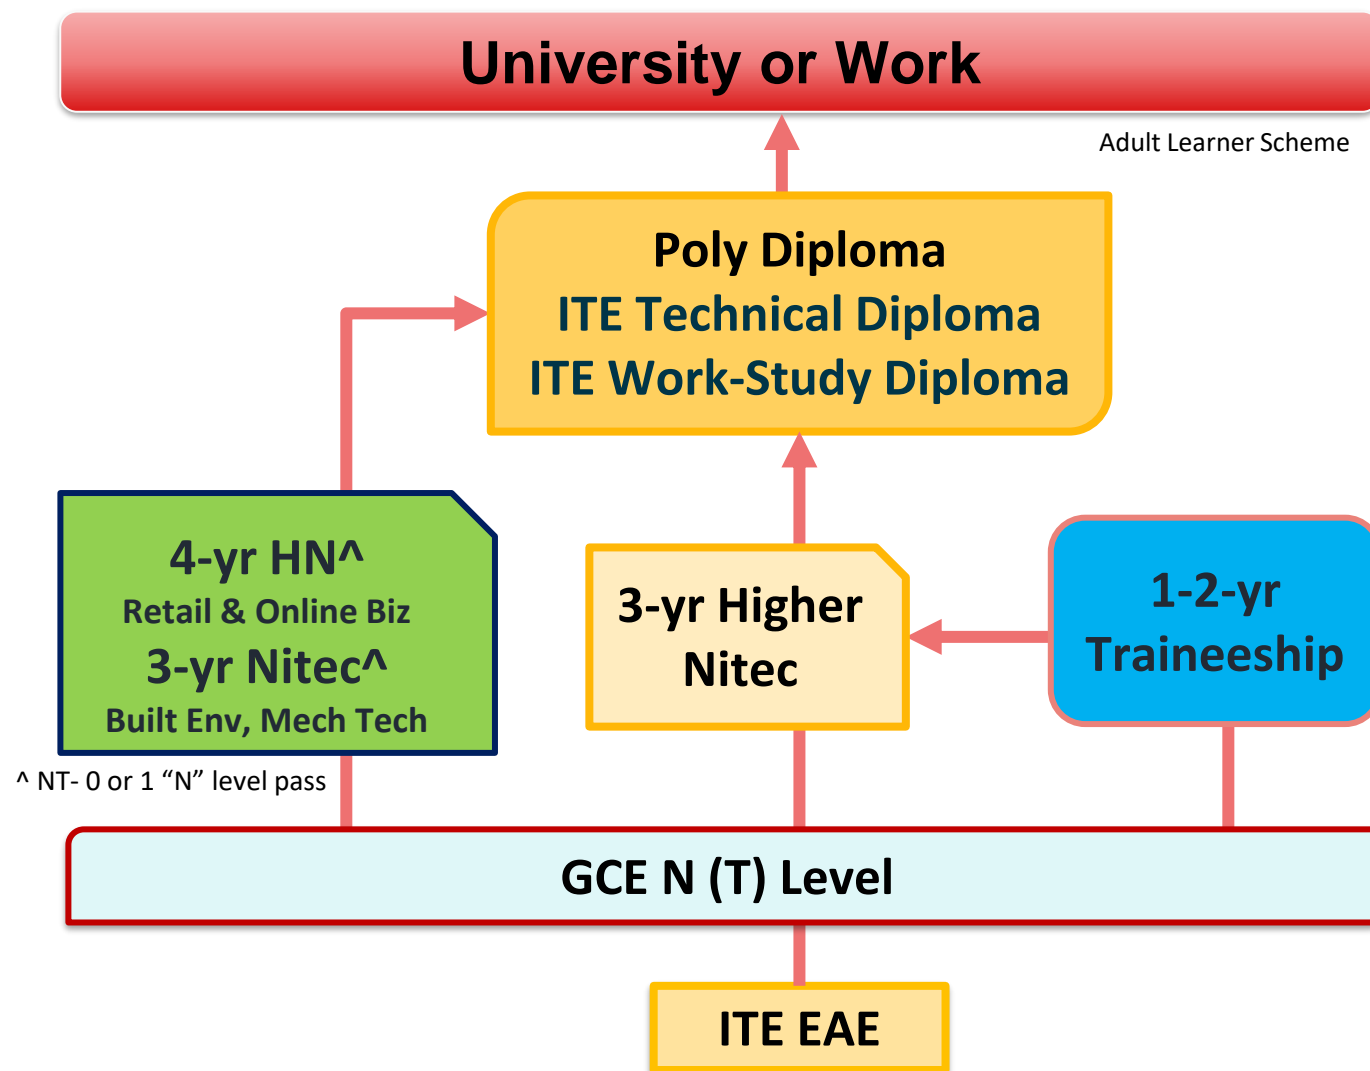 University or Work
Adult Learner Scheme
Poly Diploma
ITE Technical Diploma
ITE Work-Study Diploma
4-yr HN^
Retail & Online Biz
3-yr Nitec^
Built Env, Mech Tech
^ NT- 0 or 1 “N” level pass
3-yr Higher
Nitec
1-2-yr
Traineeship
GCE N (T) Level
ITE EAE